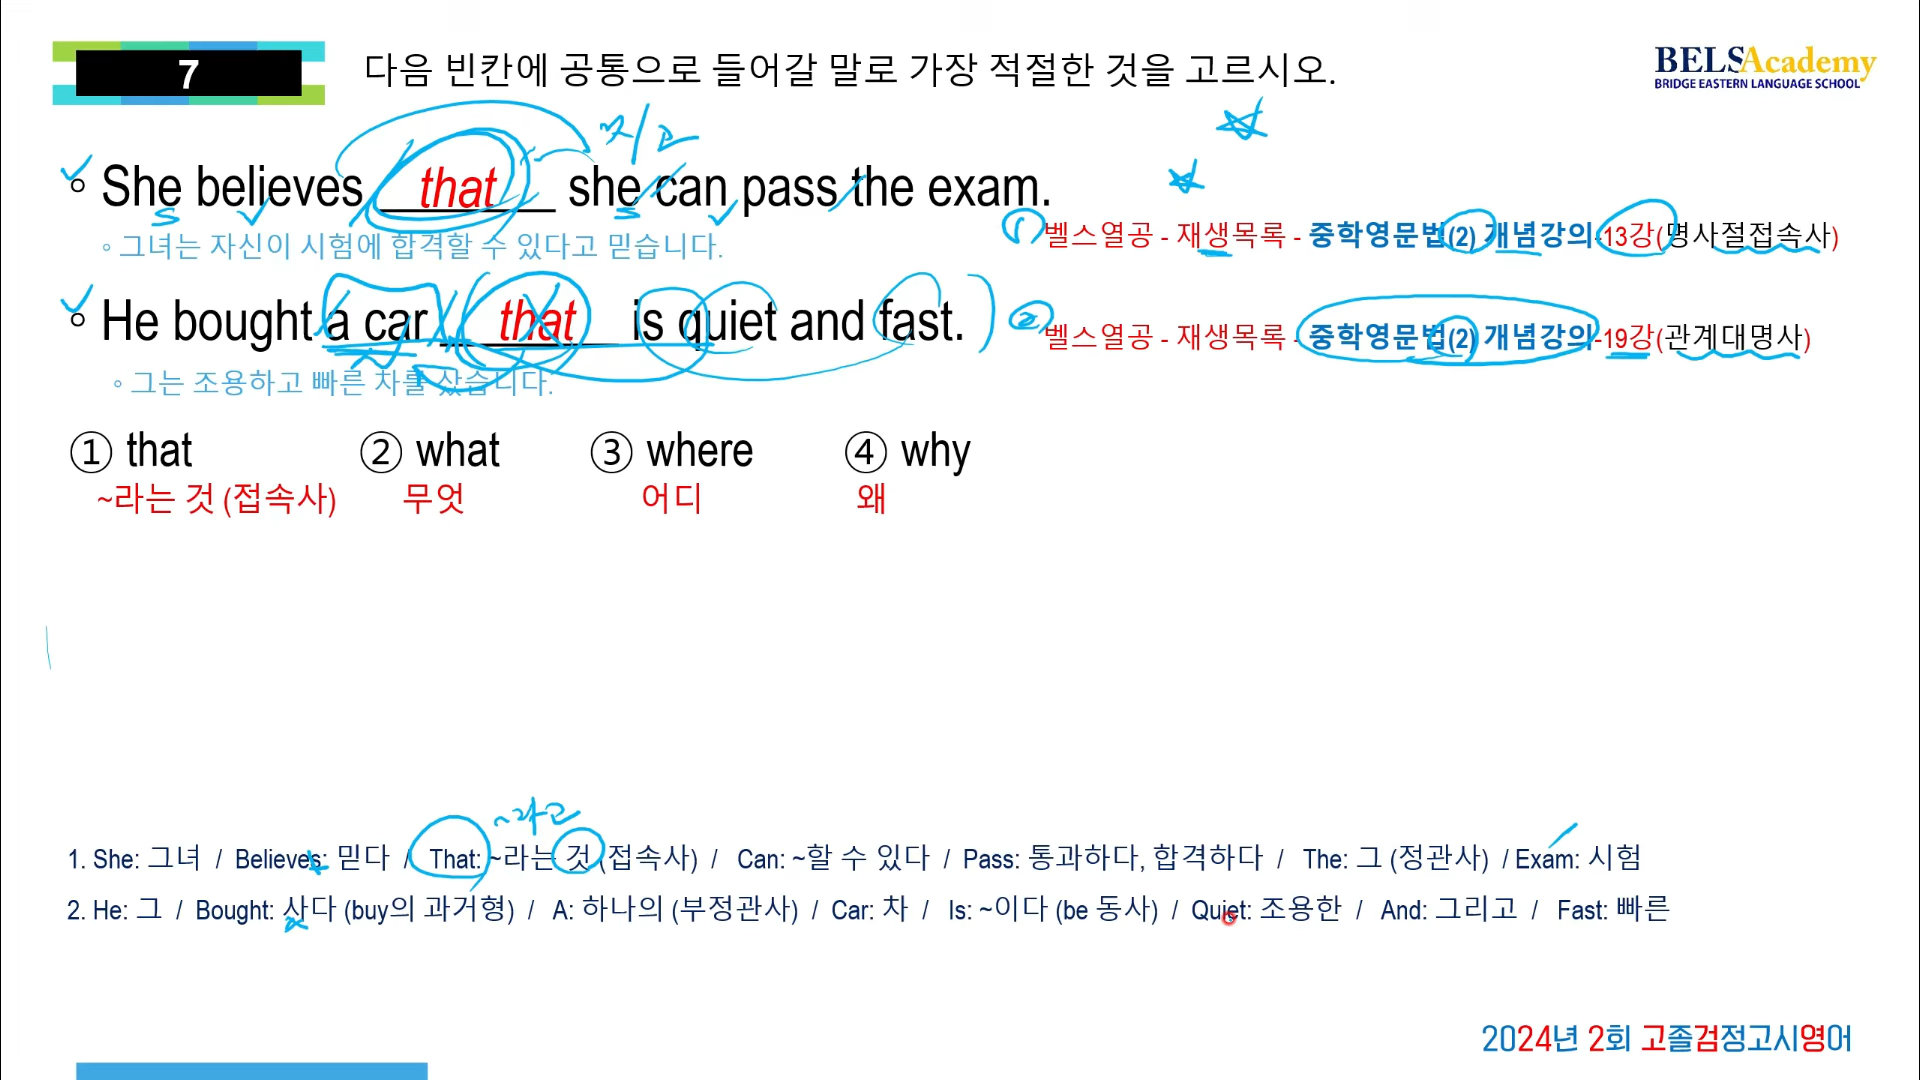 7
다음 빈칸에 공통으로 들어갈 말로 가장 적절한 것을 고르시오.
BELSAcademy
BRIDGE EASTERN LANGUAGE SCHOOL
◦ She believes that she can pass the exam.
◦ 그녀는 자신이 시험에 합격할 수 있다고 믿습니다.
① 벨스열공 - 재생목록 - 중학영문법(2) 개념강의-13강(명사절접속사)
◦ He bought a car that is quiet and fast.
② 벨스열공 - 재생목록 - 중학영문법(2) 개념강의-19강(관계대명사)
◦ 그는 조용하고 빠른 차를 샀습니다.
① that ② what ③ where ④ why
~라는 것 (접속사) 무엇 어디 왜
~라고
1. She: 그녀 / Believes: 믿다 / That: ~라는 것 (접속사) / Can: ~할 수 있다 / Pass: 통과하다, 합격하다 / The: 그 (정관사) / Exam: 시험
2. He: 그 / Bought: 사다 (buy의 과거형) / A: 하나의 (부정관사) / Car: 차 / Is: ~이다 (be 동사) / Quiet: 조용한 / And: 그리고 / Fast: 빠른
2024년 2회 고졸검정고시영어